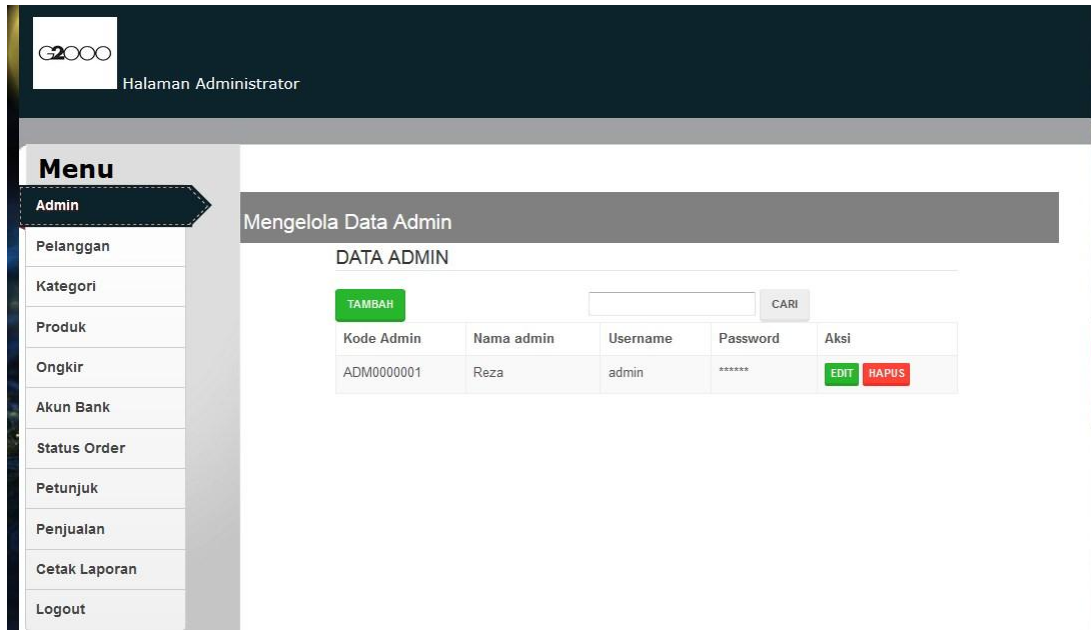 G2000
Halaman Administrator
Menu
Admin
Pelanggan
Kategori
Produk
Ongkir
Akun Bank
Status Order
Petunjuk
Penjualan
Cetak Laporan
Logout
Mengelola Data Admin
DATA ADMIN
TAMBAH CARI
Kode Admin Nama admin Username Password Aksi
ADM0000001 Reza admin ****** EDIT HAPUS